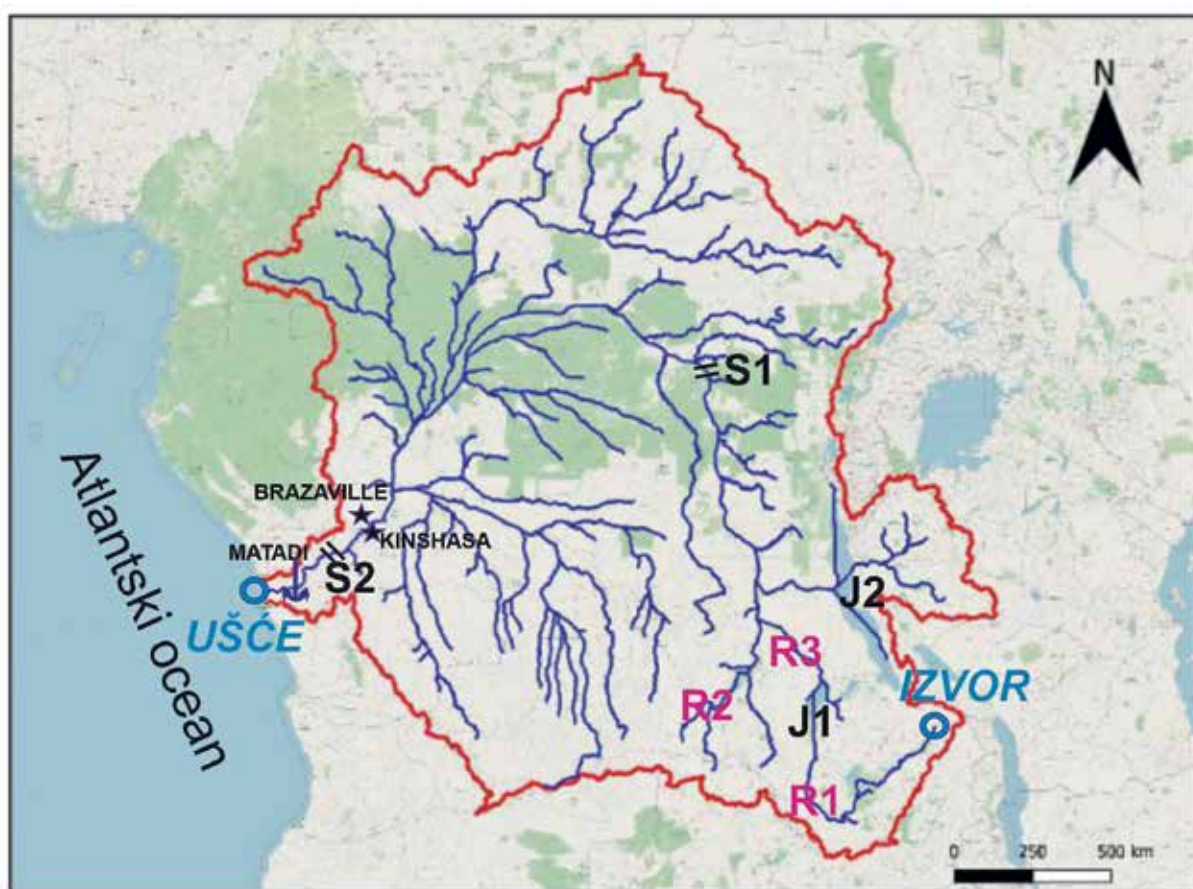 N
S1
BRAZAVILLE
KINSHASA
MATADI
S2
J2
UŠĆE
Atlantski ocean
R3
IZVOR
R2
J1
R1
0 250 500 km